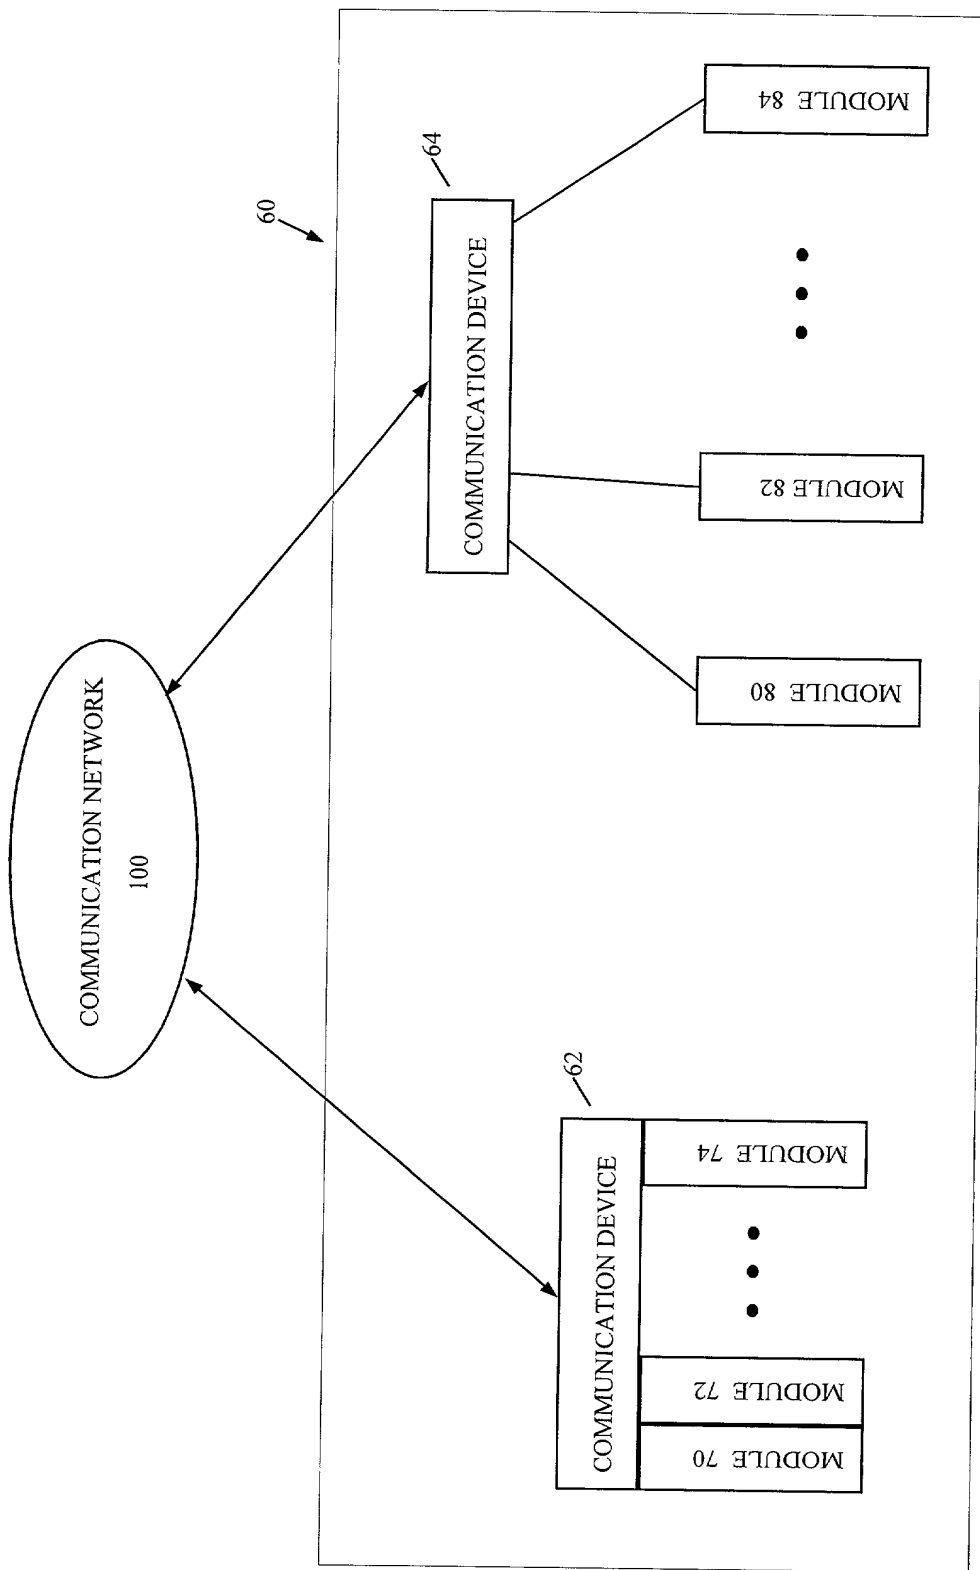 COMMUNICATION NETWORK
100
60
62
COMMUNICATION DEVICE
MODULE 70
MODULE 72
MODULE 74
64
COMMUNICATION DEVICE
MODULE 80
MODULE 82
MODULE 84